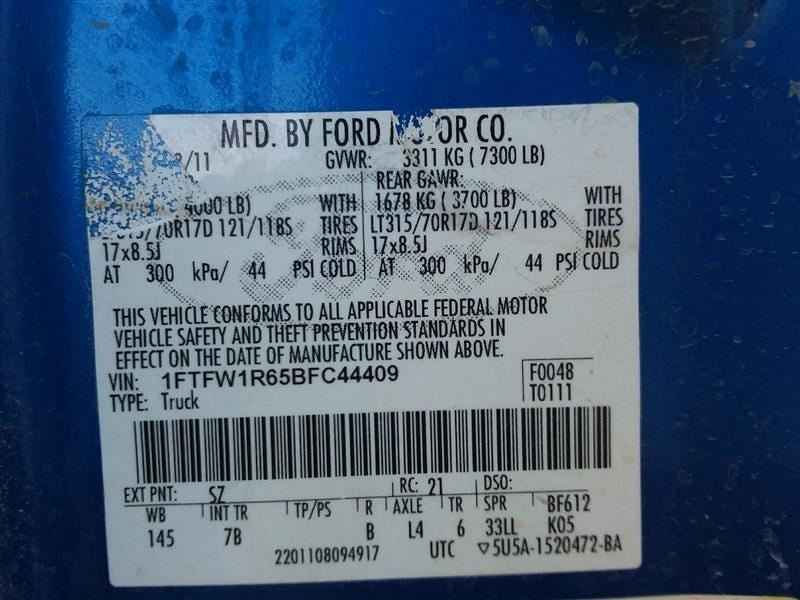 MFD. BY FORD MOTOR CO.
/11 GVWR: 3311 KG ( 7300 LB)
REAR GAWR:
4000 LB) WITH 1678 KG ( 3700 LB) WITH
315/70R17D 121/118S TIRES LT315/70R17D 121/118S TIRES
17x8.5J RIMS 17x8.5J RIMS
AT 300 kPa/ 44 PSI COLD AT 300 kPa/ 44 PSI COLD
THIS VEHICLE CONFORMS TO ALL APPLICABLE FEDERAL MOTOR
VEHICLE SAFETY AND THEFT PREVENTION STANDARDS IN
EFFECT ON THE DATE OF MANUFACTURE SHOWN ABOVE.
VIN: 1FTFW1R65BFC44409 F0048
TYPE: Truck T0111
EXT PNT: SZ RC: 21 DSO:
WB INT TR TP/PS R AXLE TR SPR BF612
145 7B B L4 6 33LL K05
2201108094917 UTC ▽5U5A-1520472-BA